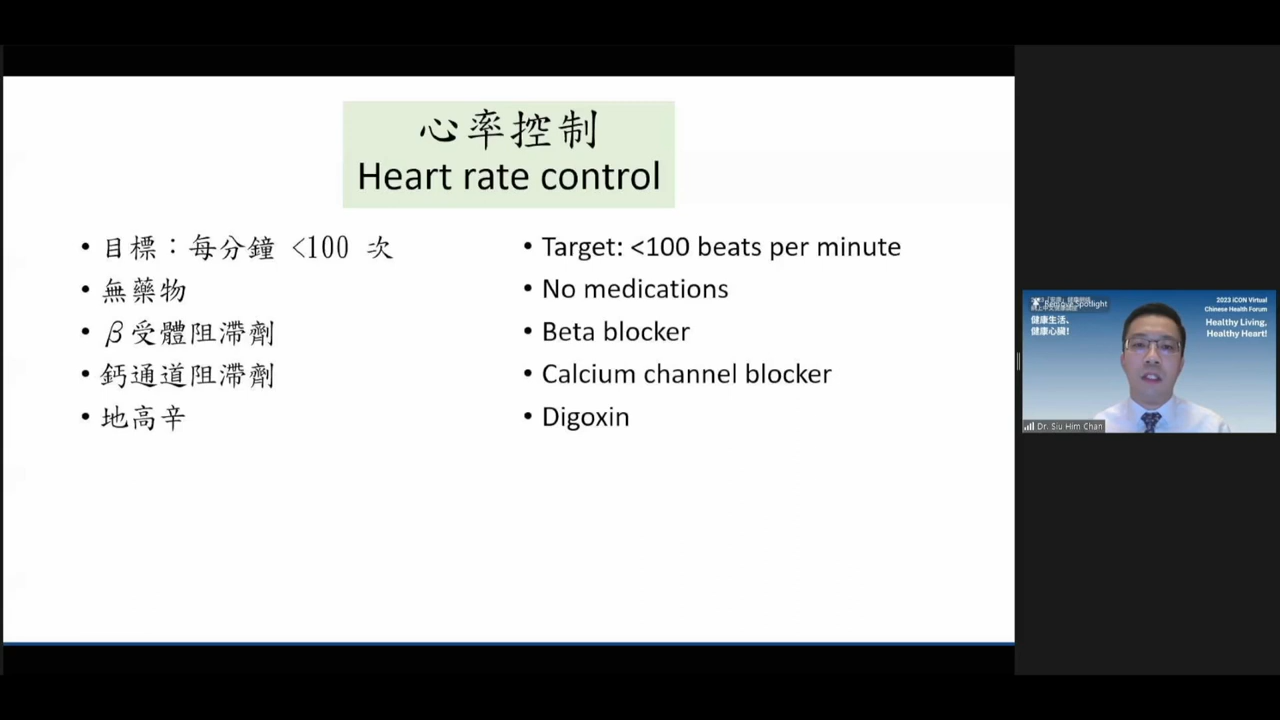 心率控制
Heart rate control
• 目標：每分鐘 <100 次
• 無藥物
• β受體阻滯劑
• 鈣通道阻滯劑
• 地高辛
• Target: <100 beats per minute
• No medications
• Beta blocker
• Calcium channel blocker
• Digoxin
健康生活、
健康心臟!
2023 iCON Virtual
Chinese Health Forum
Healthy Living,
Healthy Heart!
Dr. Siu Him Chan